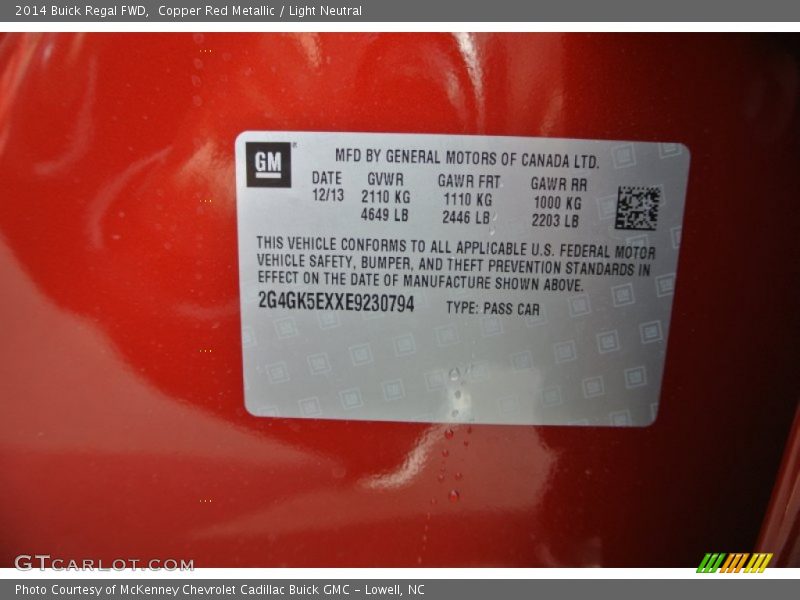 2014 Buick Regal FWD,  Copper Red Metallic / Light Neutral
GM
MFD BY GENERAL MOTORS OF CANADA LTD.
DATE GVWR GAWR FRT GAWR RR
12/13 2110 KG 1110 KG 1000 KG
4649 LB 2446 LB 2203 LB
THIS VEHICLE CONFORMS TO ALL APPLICABLE U.S. FEDERAL MOTOR
VEHICLE SAFETY, BUMPER, AND THEFT PREVENTION STANDARDS IN
EFFECT ON THE DATE OF MANUFACTURE SHOWN ABOVE.
2G4GK5EXXE9230794 TYPE: PASS CAR
GTcarlot.com
Photo Courtesy of McKenney Chevrolet Cadillac Buick GMC - Lowell, NC